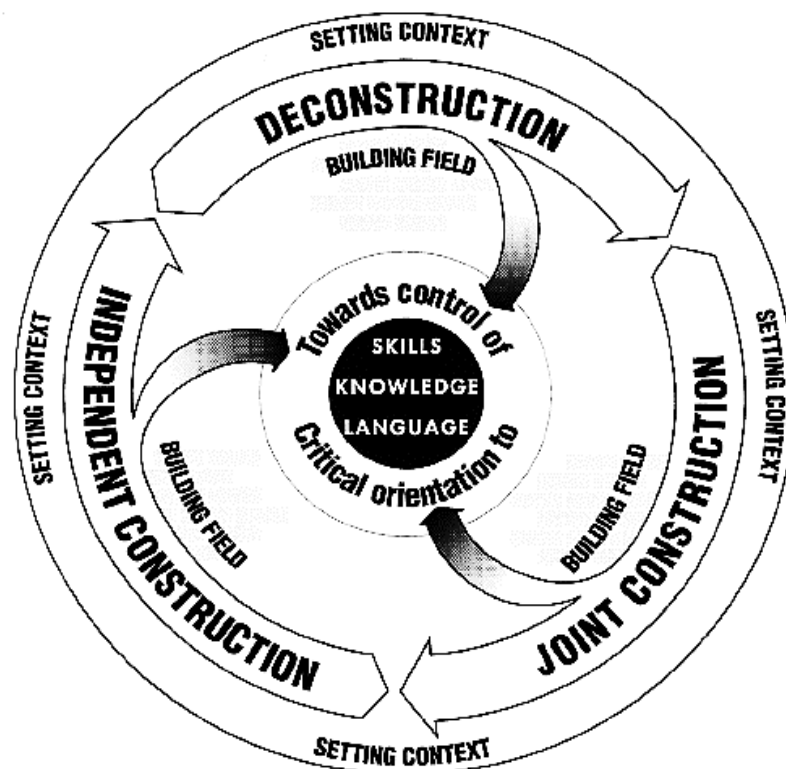 SETTING CONTEXT
DECONSTRUCTION
BUILDING FIELD
Towards control of
SKILLS
KNOWLEDGE
LANGUAGE
Critical orientation to
SETTING CONTEXT
INDEPENDENT CONSTRUCTION
BUILDING FIELD
SETTING CONTEXT
JOINT CONSTRUCTION
BUILDING FIELD
SETTING CONTEXT